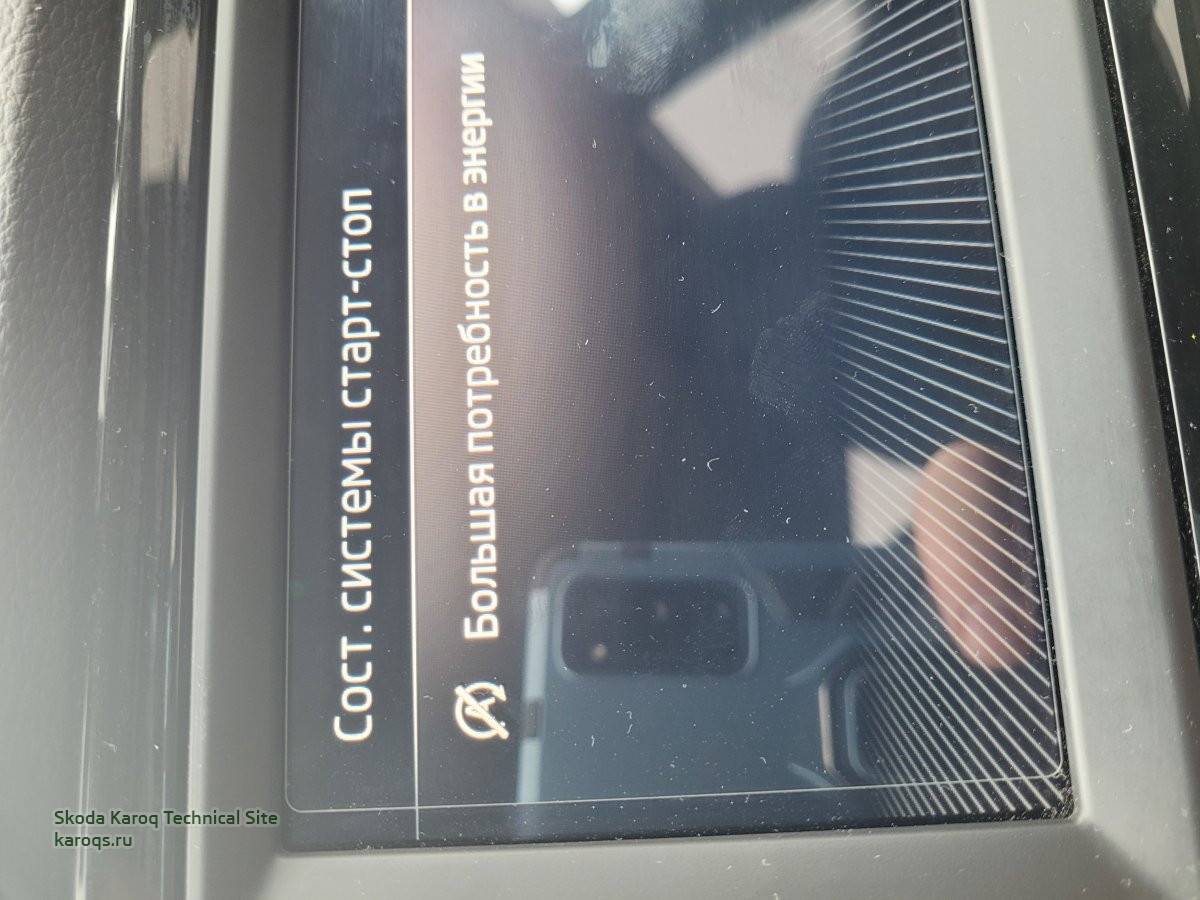 Сост. системы старт-стоп
Большая потребность в энергии
Skoda Karoq Technical Site
karoqs.ru